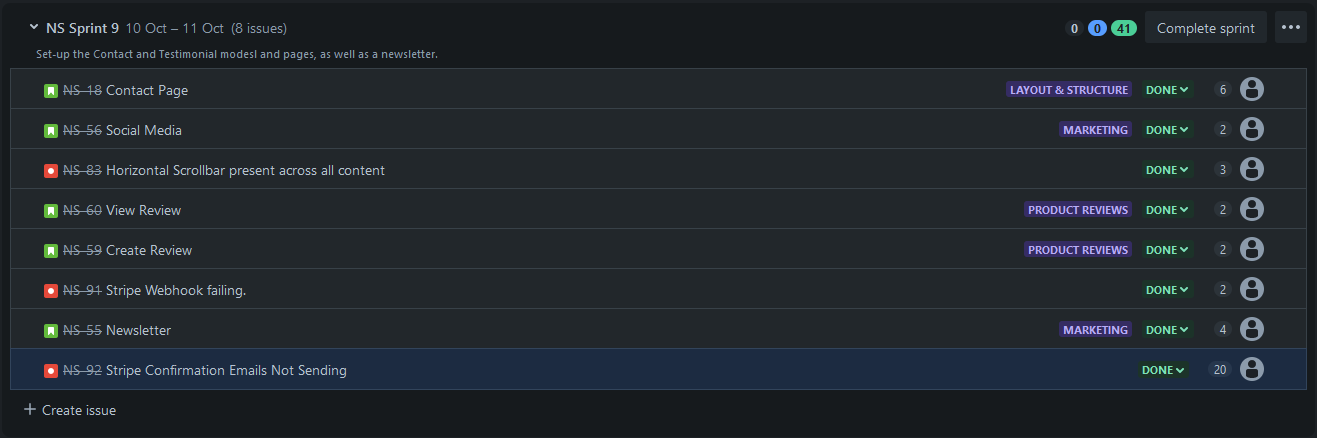 NS Sprint 9 10 Oct – 11 Oct (8 issues) 0 0 41 Complete sprint
Set-up the Contact and Testimonial modesl and pages, as well as a newsletter.
NS-18 Contact Page LAYOUT & STRUCTURE DONE 6
NS-56 Social Media MARKETING DONE 2
NS-83 Horizontal Scrollbar present across all content DONE 3
NS-60 View Review PRODUCT REVIEWS DONE 2
NS-59 Create Review PRODUCT REVIEWS DONE 2
NS-91 Stripe Webhook failing. DONE 2
NS-55 Newsletter MARKETING DONE 4
NS-92 Stripe Confirmation Emails Not Sending DONE 20
+ Create issue